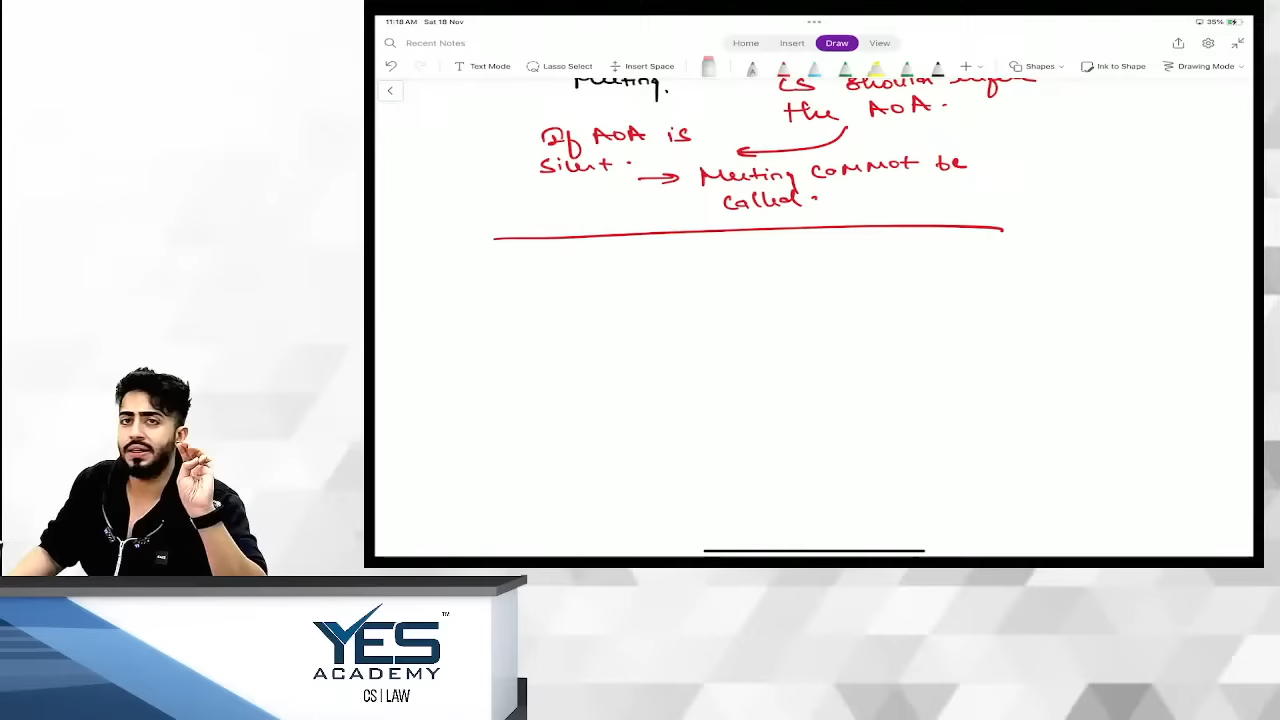 11:18 AM Sat 18 Nov
35%
Recent Notes
Home Insert Draw View
Text Mode Lasso Select Insert Space Shapes Ink to Shape Drawing Mode
Meeting.
CS should refer
the AOA.
If AOA is
silent.
→ Meeting cannot be
called.
YES
TM
ACADEMY
CS | LAW